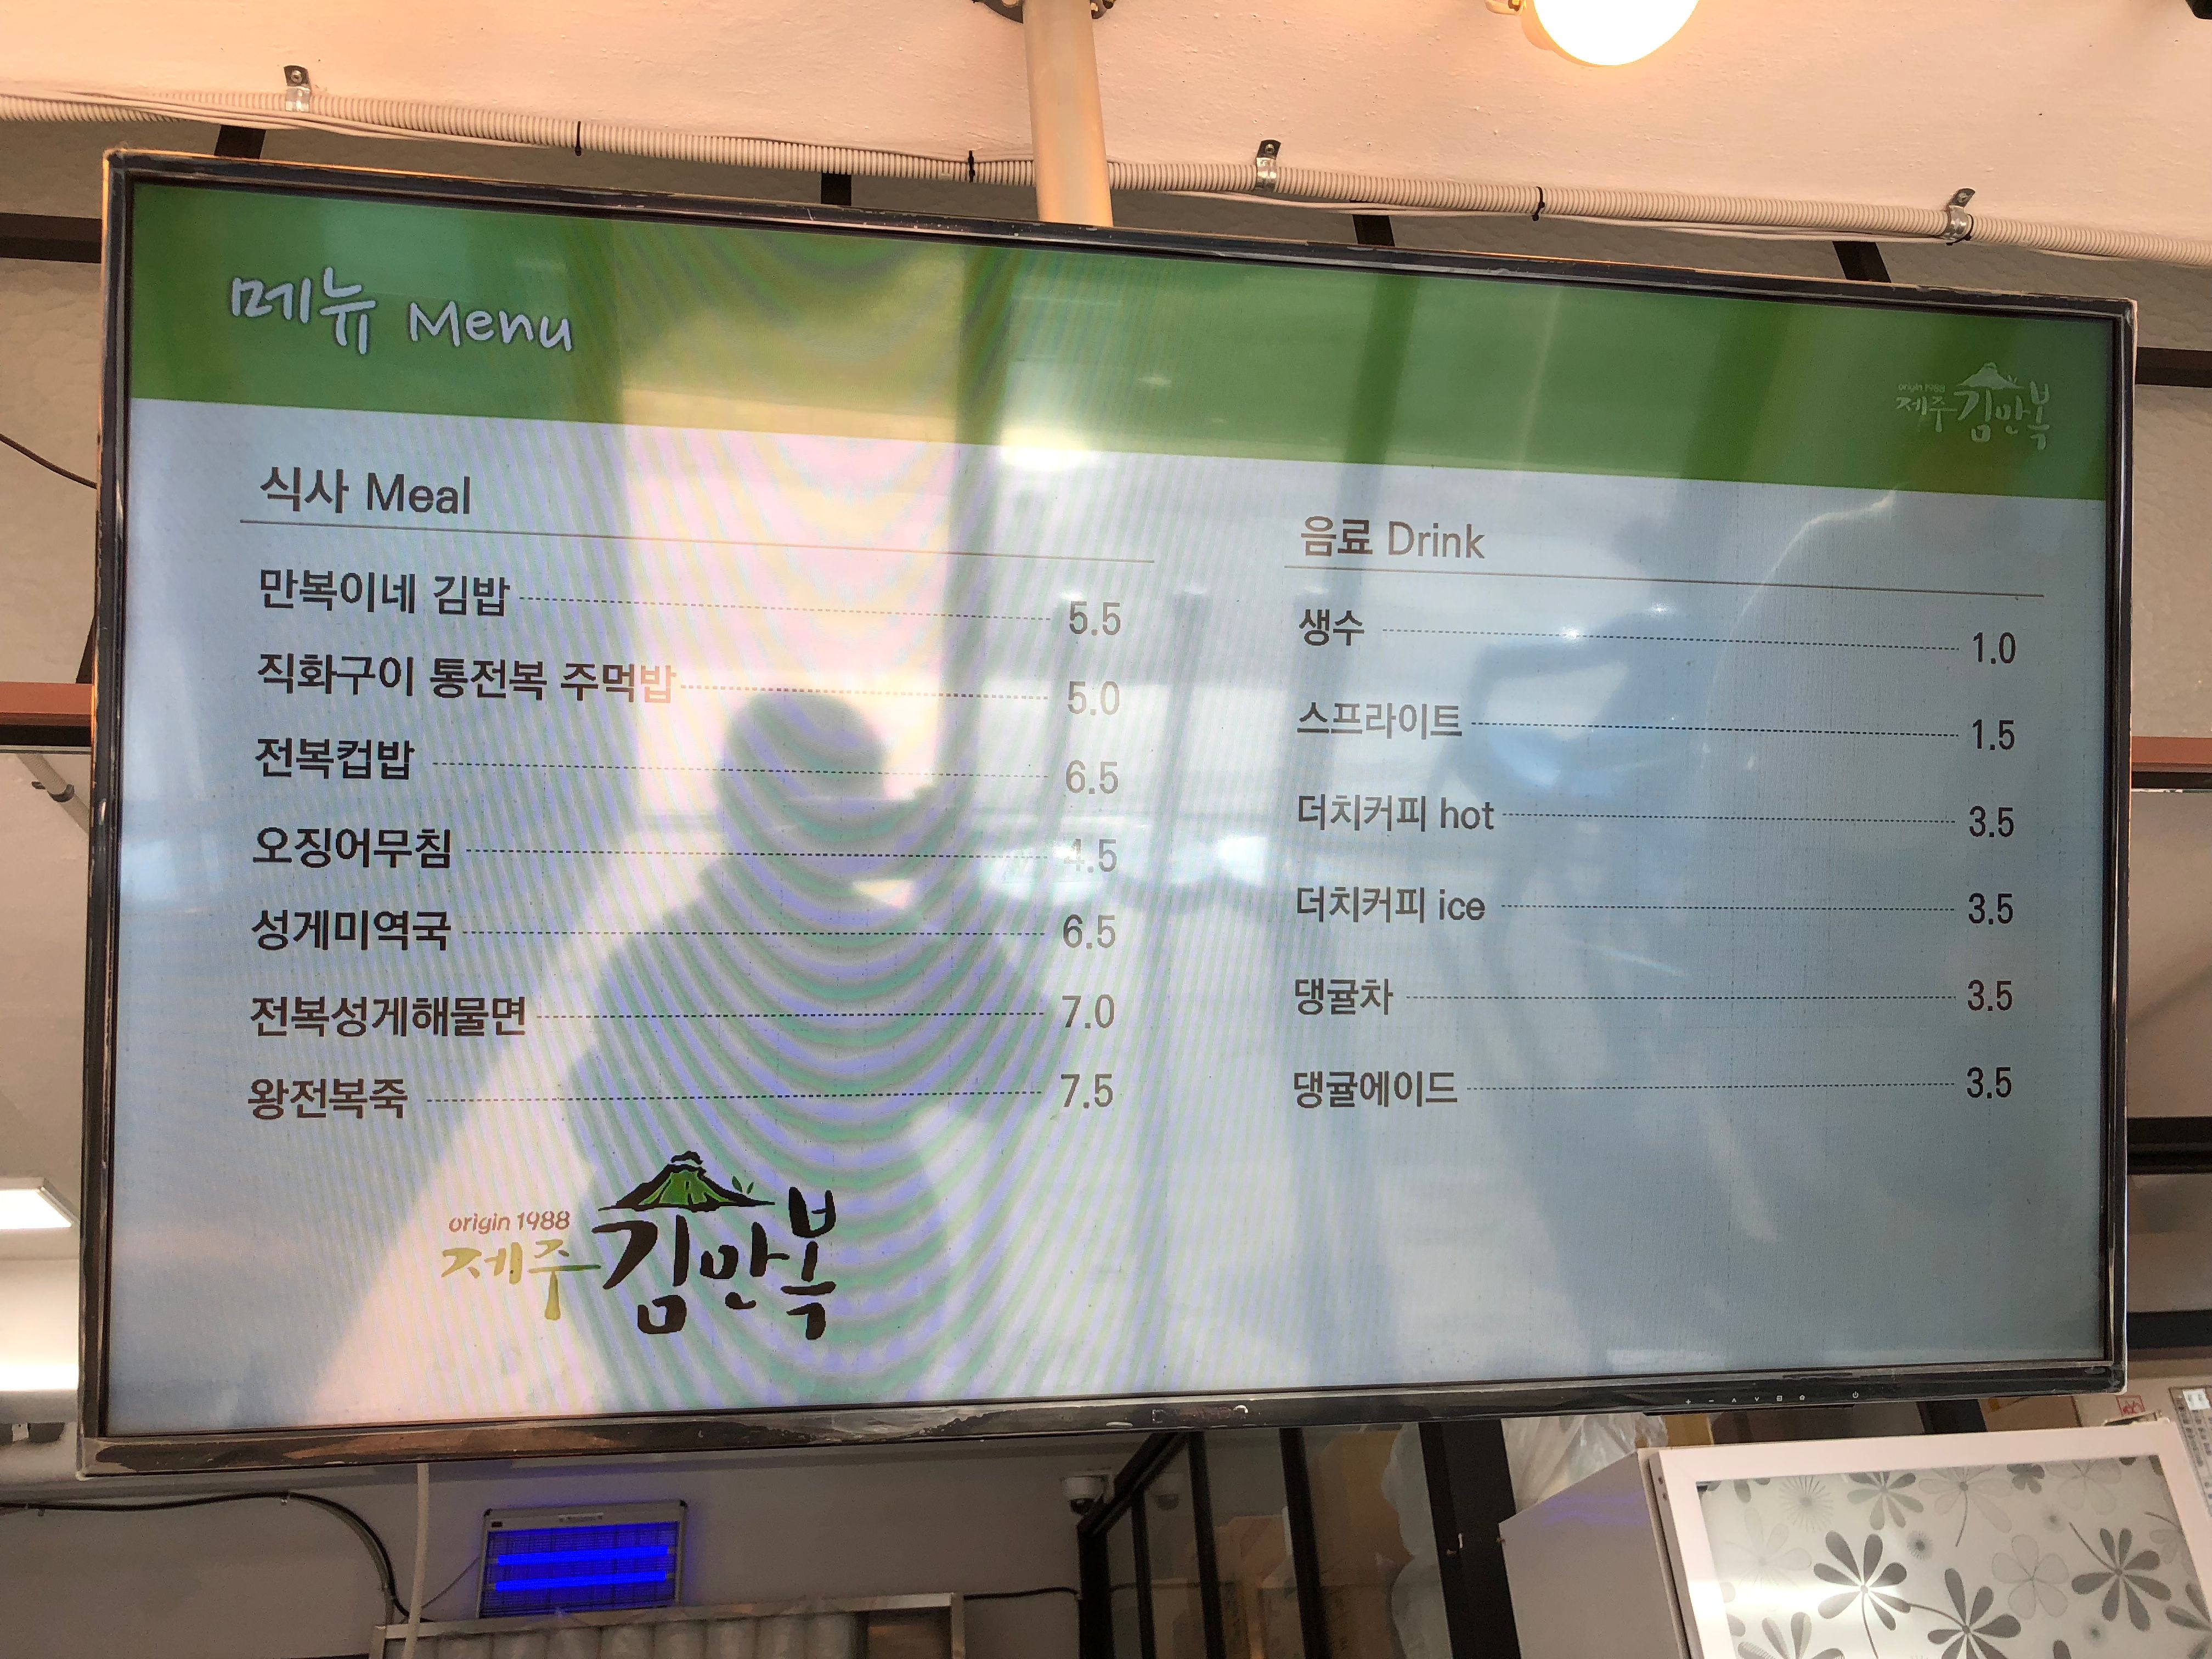 메뉴 Menu
origin 1988
제주 김만복
식사 Meal
만복이네 김밥 5.5
직화구이 통전복 주먹밥 5.0
전복컵밥 6.5
오징어무침 4.5
성게미역국 6.5
전복성게해물면 7.0
왕전복죽 7.5
origin 1988
제주 김만복
음료 Drink
생수 1.0
스프라이트 1.5
더치커피 hot 3.5
더치커피 ice 3.5
댕귤차 3.5
댕귤에이드 3.5